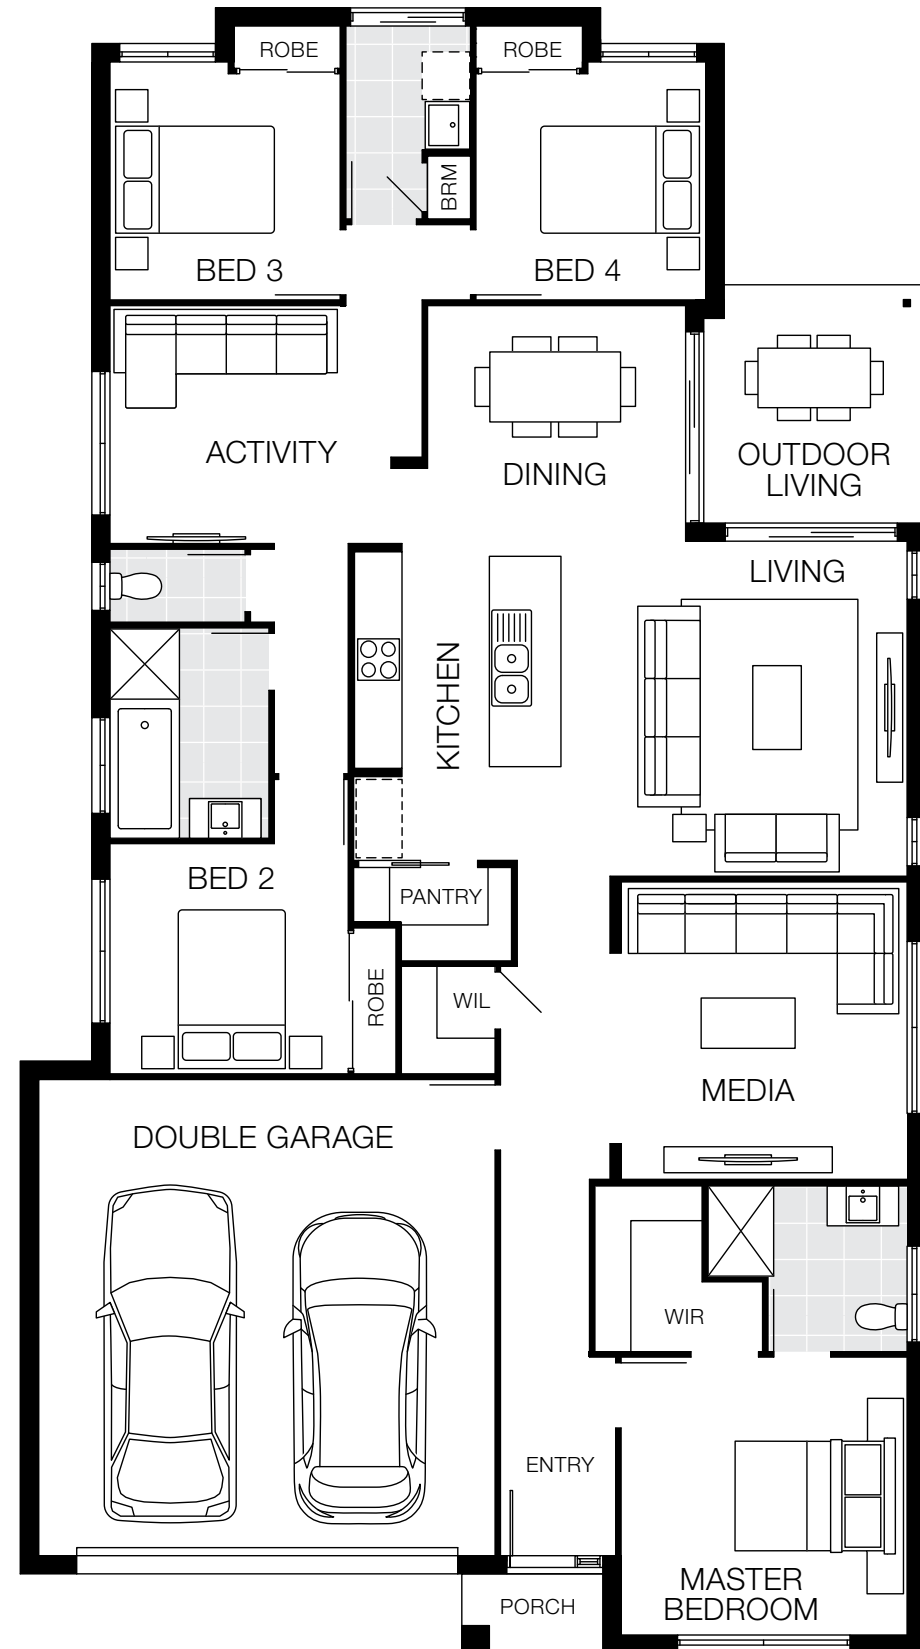 ROBE
ROBE
BRM
BED 3
BED 4
ACTIVITY
DINING
OUTDOOR
LIVING
LIVING
KITCHEN
BED 2
PANTRY
ROBE
WIL
MEDIA
DOUBLE GARAGE
WIR
ENTRY
MASTER
BEDROOM
PORCH